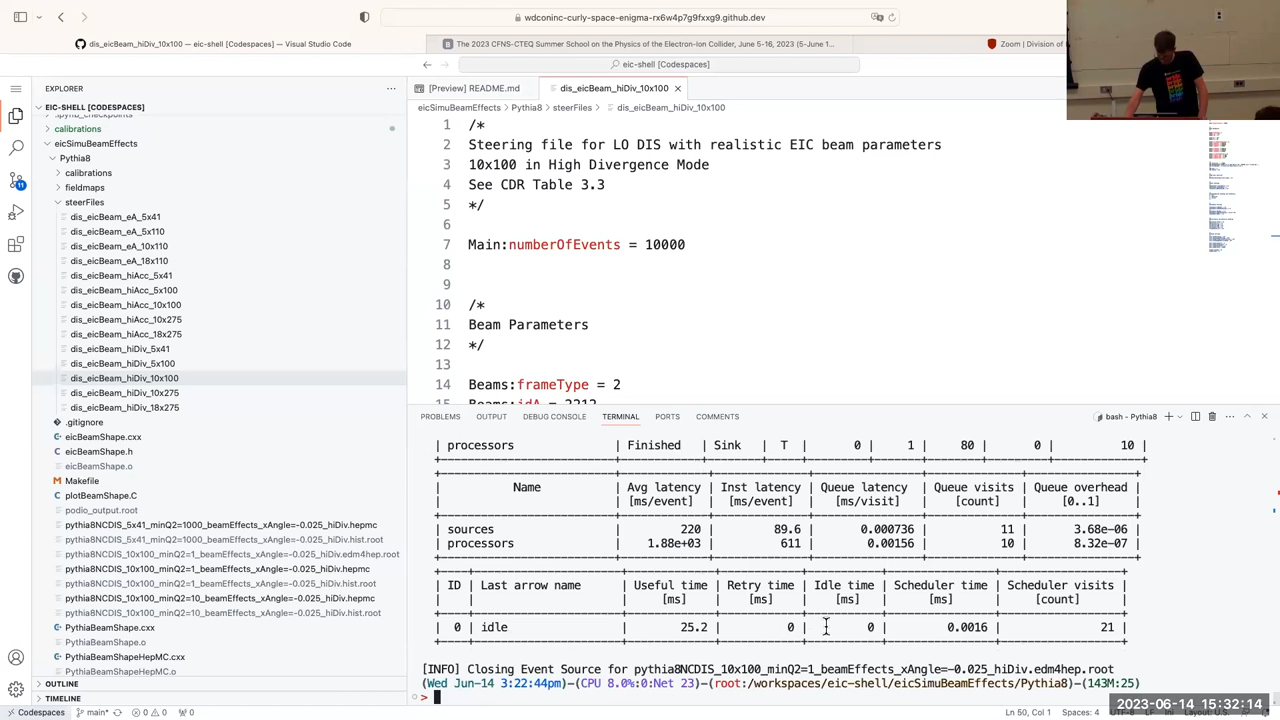 wdconinc-curly-space-enigma-rx6w4p7g9fxxg9.github.dev
dis_eicBeam_hiDiv_10x100 — eic-shell [Codespaces] — Visual Studio Code
The 2023 CFNS-CTEQ Summer School on the Physics of the Electron-Ion Collider, June 5-16, 2023 (5-June 1...
Zoom | Division of
eic-shell [Codespaces]
EXPLORER
EIC-SHELL [CODESPACES]
.ipynb_checkpoints
calibrations
eicSimuBeamEffects
Pythia8
calibrations
fieldmaps
steerFiles
dis_eicBeam_eA_5x41
dis_eicBeam_eA_5x110
dis_eicBeam_eA_10x110
dis_eicBeam_eA_18x110
dis_eicBeam_hiAcc_5x41
dis_eicBeam_hiAcc_5x100
dis_eicBeam_hiAcc_10x100
dis_eicBeam_hiAcc_10x275
dis_eicBeam_hiAcc_18x275
dis_eicBeam_hiDiv_5x41
dis_eicBeam_hiDiv_5x100
dis_eicBeam_hiDiv_10x100
dis_eicBeam_hiDiv_10x275
dis_eicBeam_hiDiv_18x275
.gitignore
eicBeamShape.cxx
eicBeamShape.h
eicBeamShape.o
Makefile
plotBeamShape.C
podio_output.root
pythia8NCDIS_5x41_minQ2=1000_beamEffects_xAngle=-0.025_hiDiv.hepmc
pythia8NCDIS_5x41_minQ2=1000_beamEffects_xAngle=-0.025_hiDiv.hist.root
pythia8NCDIS_10x100_minQ2=1_beamEffects_xAngle=-0.025_hiDiv.edm4hep.root
pythia8NCDIS_10x100_minQ2=1_beamEffects_xAngle=-0.025_hiDiv.hepmc
pythia8NCDIS_10x100_minQ2=1_beamEffects_xAngle=-0.025_hiDiv.hist.root
pythia8NCDIS_10x100_minQ2=10_beamEffects_xAngle=-0.025_hiDiv.hepmc
pythia8NCDIS_10x100_minQ2=10_beamEffects_xAngle=-0.025_hiDiv.hist.root
PythiaBeamShape.cxx
PythiaBeamShape.o
PythiaBeamShapeHepMC.cxx
PythiaBeamShapeHepMC.o
OUTLINE
TIMELINE
[Preview] README.md
dis_eicBeam_hiDiv_10x100
eicSimuBeamEffects > Pythia8 > steerFiles > dis_eicBeam_hiDiv_10x100
1 /*
2 Steering file for LO DIS with realistic EIC beam parameters
3 10x100 in High Divergence Mode
4 See CDR Table 3.3
5 */
6
7 Main:numberOfEvents = 10000
8
9
10 /*
11 Beam Parameters
12 */
13
14 Beams:frameType = 2
15 Beams:idA = 2212
PROBLEMS OUTPUT DEBUG CONSOLE TERMINAL PORTS COMMENTS
bash - Pythia8
| processors | Finished | Sink | T | 0 | 1 | 80 | 0 | 10 |
| Name | Avg latency | Inst latency | Queue latency | Queue visits | Queue overhead |
| | [ms/event] | [ms/event] | [ms/visit] | [count] | [0..1] |
| sources | 220 | 89.6 | 0.000736 | 11 | 3.68e-06 |
| processors | 1.88e+03 | 611 | 0.00156 | 10 | 8.32e-07 |
| ID | Last arrow name | Useful time | Retry time | Idle time | Scheduler time | Scheduler visits |
| | | [ms] | [ms] | [ms] | [ms] | [count] |
| 0 | idle | 25.2 | 0 | 0 | 0.0016 | 21 |
[INFO] Closing Event Source for pythia8NCDIS_10x100_minQ2=1_beamEffects_xAngle=-0.025_hiDiv.edm4hep.root
(Wed Jun-14 3:22:44pm)-(CPU 8.0%:0:Net 23)-(root:/workspaces/eic-shell/eicSimuBeamEffects/Pythia8)-(143M:25)
>
Codespaces
main*
0 0
0
Ln 50, Col 1
Spaces: 4
2023-06-14 15:32:14